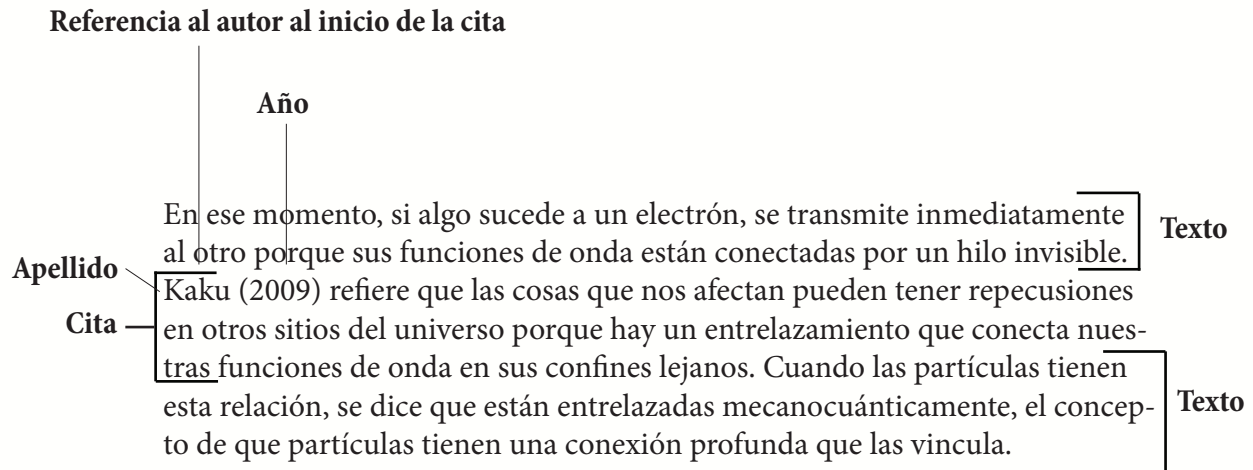 Referencia al autor al inicio de la cita
Año
En ese momento, si algo sucede a un electrón, se transmite inmediatamente
al otro porque sus funciones de onda están conectadas por un hilo invisible.
Texto
Apellido
Kaku (2009) refiere que las cosas que nos afectan pueden tener repecusiones
Cita
en otros sitios del universo porque hay un entrelazamiento que conecta nues-
tras funciones de onda en sus confines lejanos. Cuando las partículas tienen
esta relación, se dice que están entrelazadas mecanocuánticamente, el concep-
Texto
to de que partículas tienen una conexión profunda que las vincula.